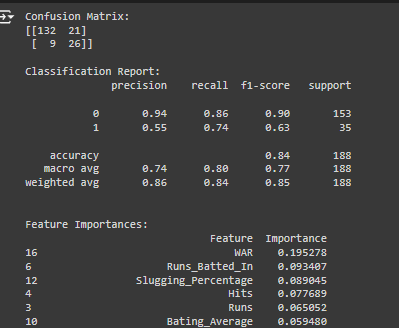 Confusion Matrix:
[[132  21]
 [  9  26]]
Classification Report:
              precision    recall  f1-score   support
           0       0.94      0.86      0.90       153
           1       0.55      0.74      0.63        35
    accuracy                           0.84       188
   macro avg       0.74      0.80      0.77       188
weighted avg       0.86      0.84      0.85       188
Feature Importances:
                Feature  Importance
16                  WAR    0.195278
6        Runs_Batted_In    0.093407
12  Slugging_Percentage    0.089045
4                  Hits    0.077689
3                  Runs    0.065052
10       Bating_Average    0.059480